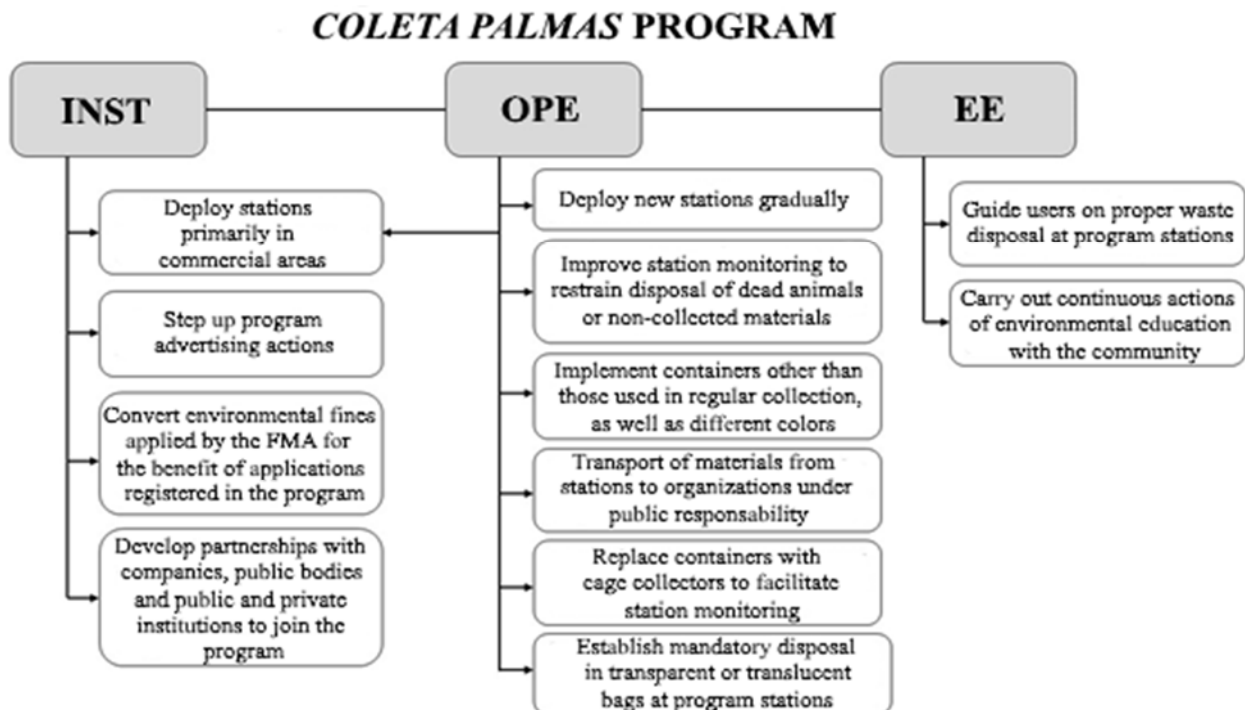 COLETA PALMAS PROGRAM
INST
Deploy stations
primarily in
commercial areas
Step up program
advertising actions
Convert environmental fines
applied by the FMA for
the benefit of applications
registered in the program
Develop partnerships with
companies, public bodies
and public and private
institutions to join the
program
OPE
Deploy new stations gradually
Improve station monitoring to
restrain disposal of dead animals
or non-collected materials
Implement containers other than
those used in regular collection,
as well as different colors
Transport of materials from
stations to organizations under
public responsability
Replace containers with
cage collectors to facilitate
station monitoring
Establish mandatory disposal
in transparent or translucent
bags at program stations
EE
Guide users on proper waste
disposal at program stations
Carry out continuous actions
of environmental education
with the community